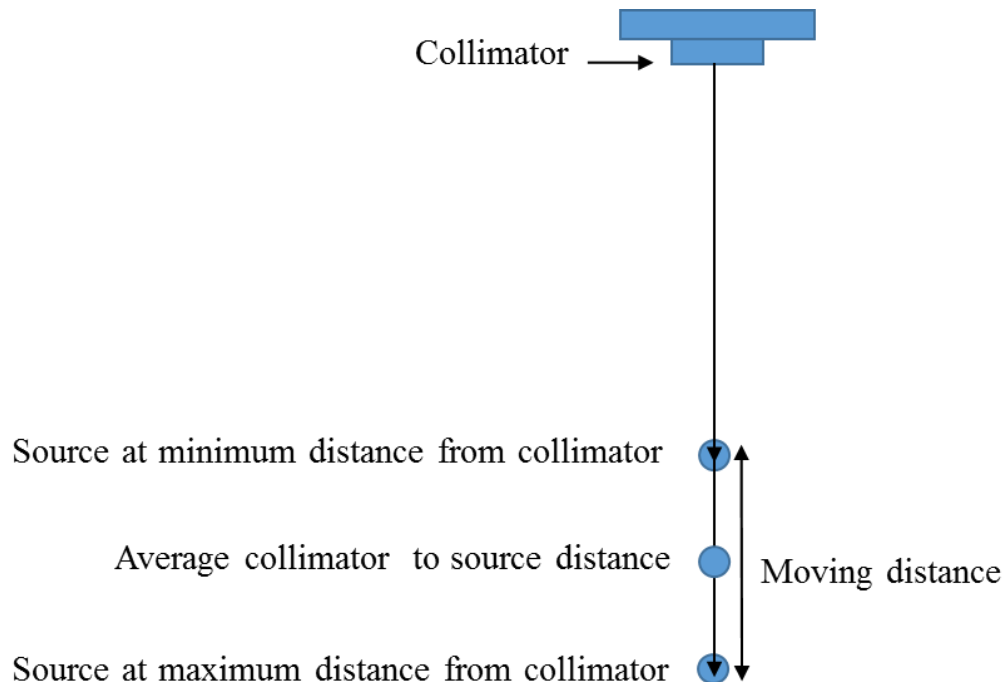 Collimator
Source at minimum distance from collimator
Average collimator to source distance
Moving distance
Source at maximum distance from collimator